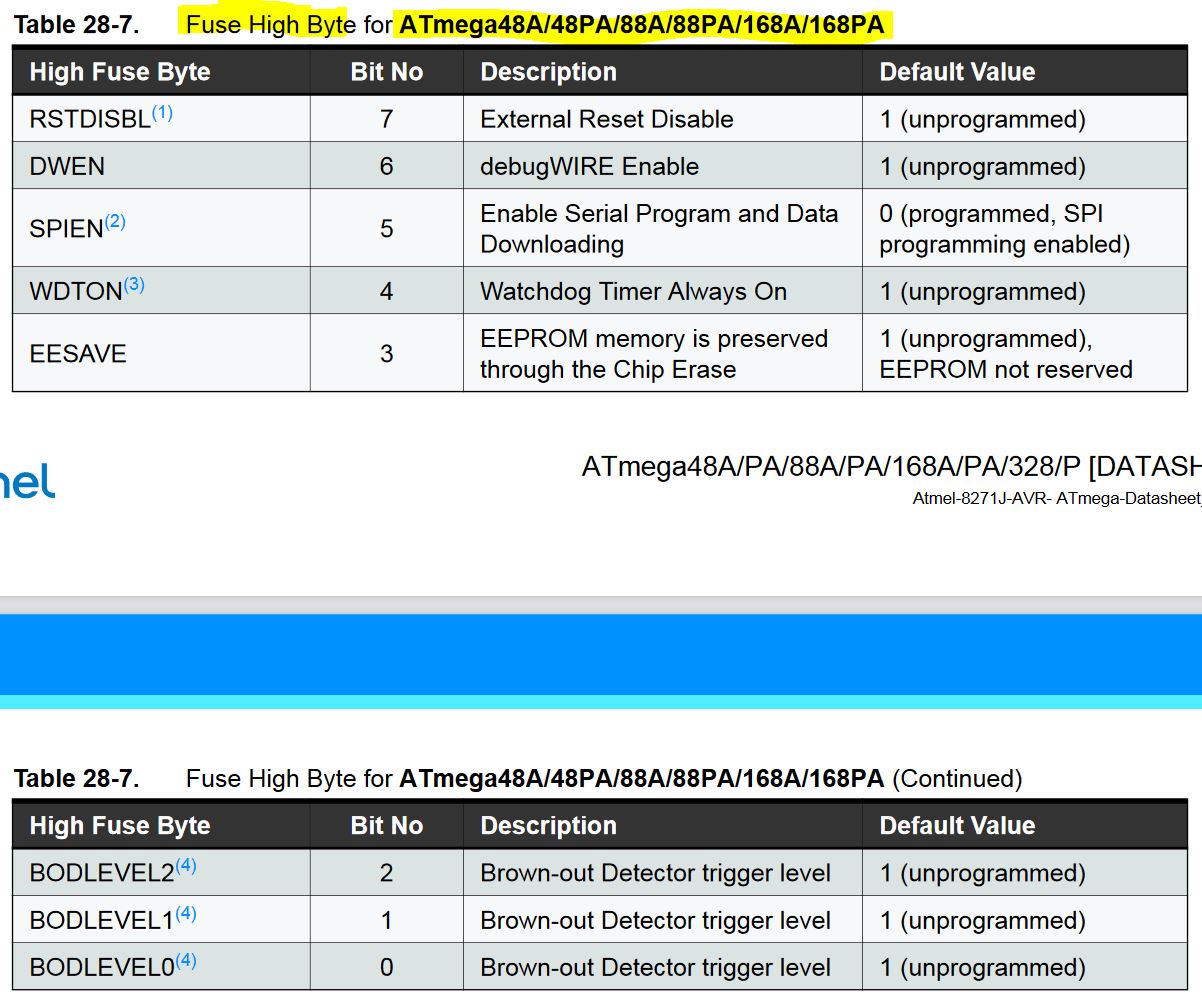 Table 28-7. Fuse High Byte for ATmega48A/48PA/88A/88PA/168A/168PA
High Fuse Byte Bit No Description Default Value
RSTDISBL(1) 7 External Reset Disable 1 (unprogrammed)
DWEN 6 debugWIRE Enable 1 (unprogrammed)
SPIEN(2) 5 Enable Serial Program and Data Downloading 0 (programmed, SPI programming enabled)
WDTON(3) 4 Watchdog Timer Always On 1 (unprogrammed)
EESAVE 3 EEPROM memory is preserved through the Chip Erase 1 (unprogrammed), EEPROM not reserved
nel
ATmega48A/PA/88A/PA/168A/PA/328/P [DATASH
Atmel-8271J-AVR- ATmega-Datasheet_
Table 28-7. Fuse High Byte for ATmega48A/48PA/88A/88PA/168A/168PA (Continued)
High Fuse Byte Bit No Description Default Value
BODLEVEL2(4) 2 Brown-out Detector trigger level 1 (unprogrammed)
BODLEVEL1(4) 1 Brown-out Detector trigger level 1 (unprogrammed)
BODLEVEL0(4) 0 Brown-out Detector trigger level 1 (unprogrammed)